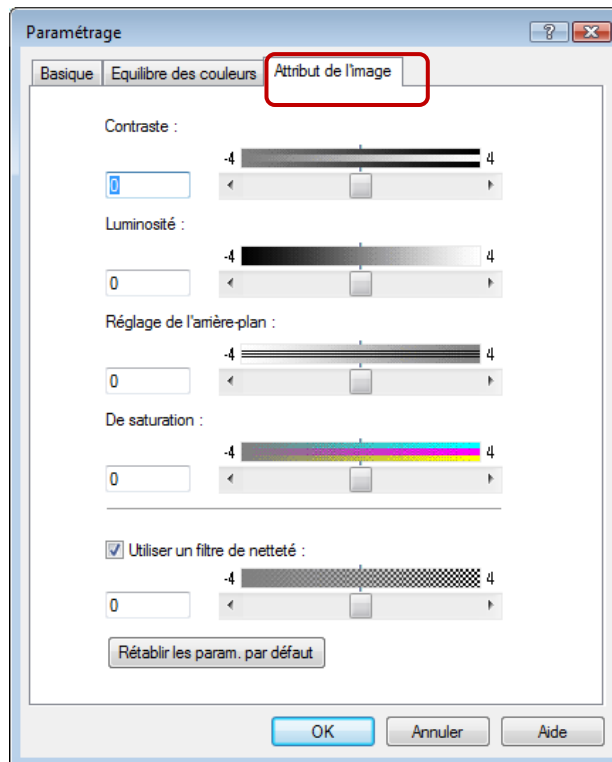 Paramétrage
Basique Equilibre des couleurs Attribut de l'image
Contraste :
-4 4
0
Luminosité :
-4 4
0
Réglage de l'arrière-plan :
-4 4
0
De saturation :
-4 4
0
Utiliser un filtre de netteté :
-4 4
0
Rétablir les param. par défaut
OK Annuler Aide